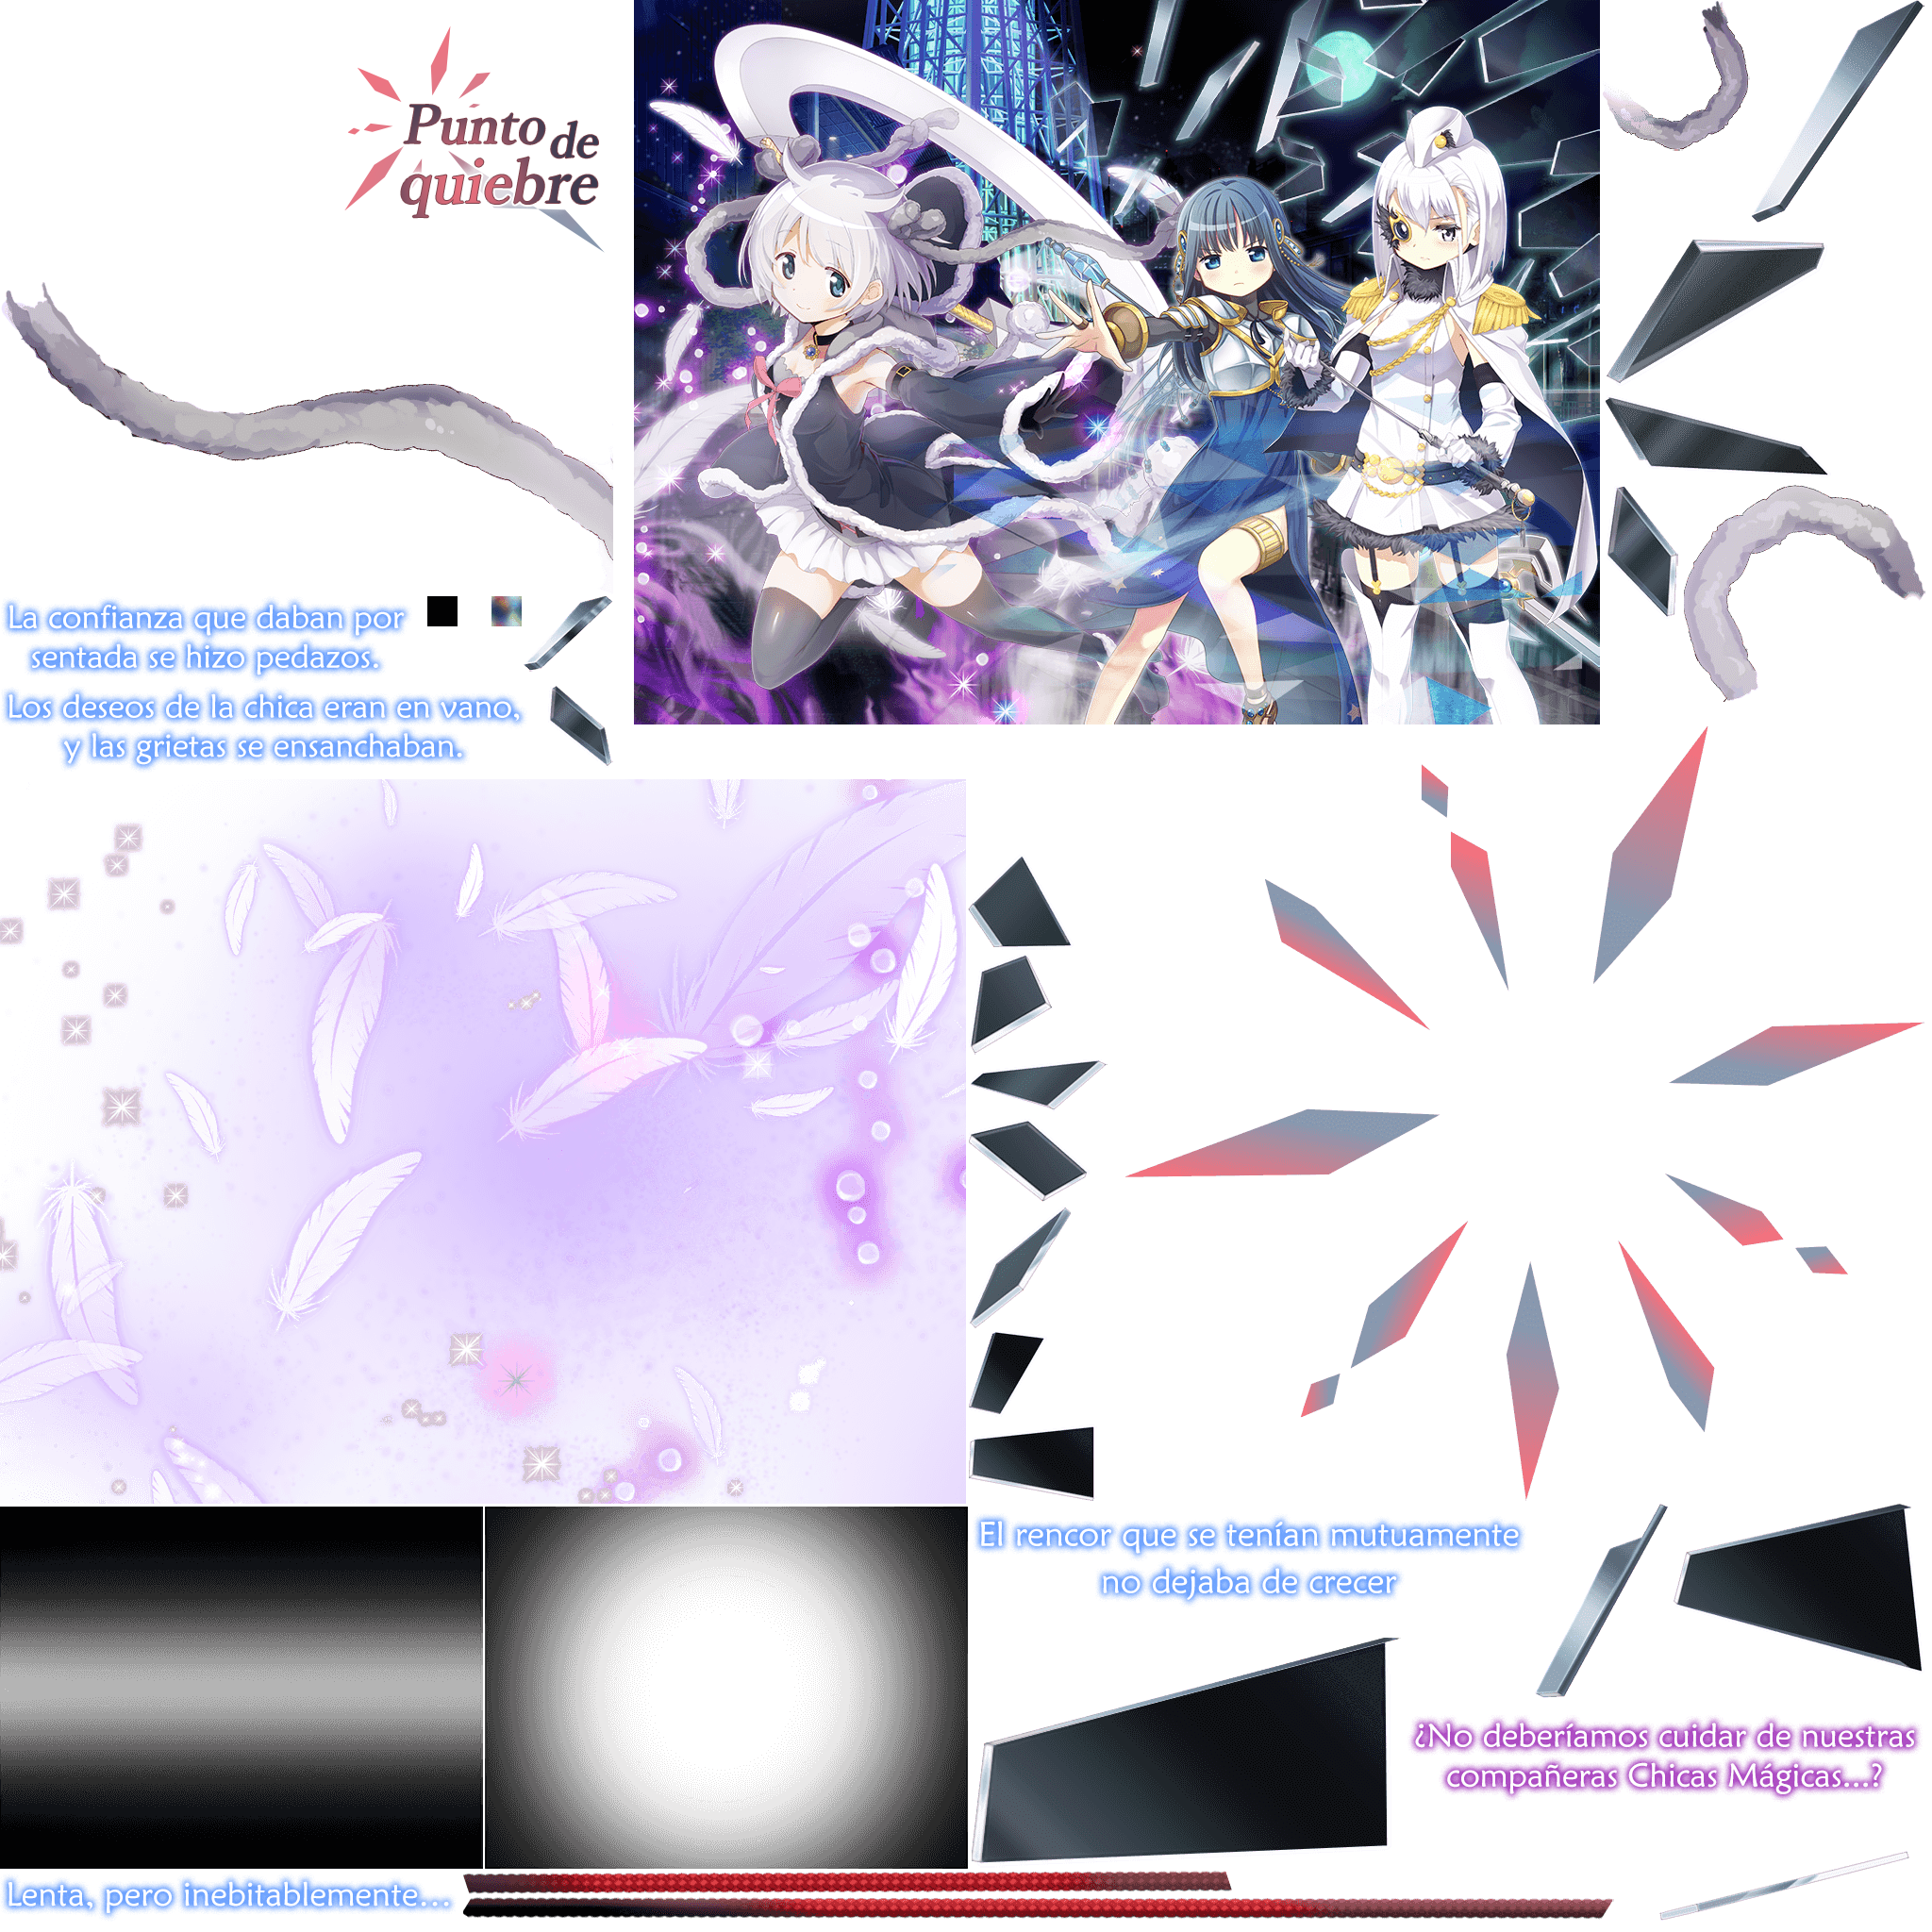 Punto de
quiebre
La confianza que daban por
sentada se hizo pedazos.
Los deseos de la chica eran en vano,
y las grietas se ensanchaban.
El rencor que se tenían mutuamente
no dejaba de crecer
¿No deberíamos cuidar de nuestras
compañeras Chicas Mágicas...?
Lenta, pero inebitablemente...